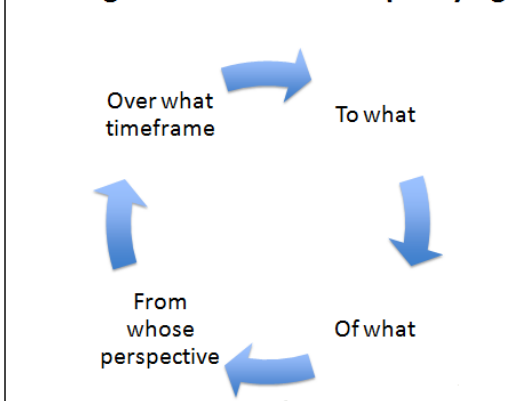 Over what
timeframe
To what
From
whose
perspective
Of what